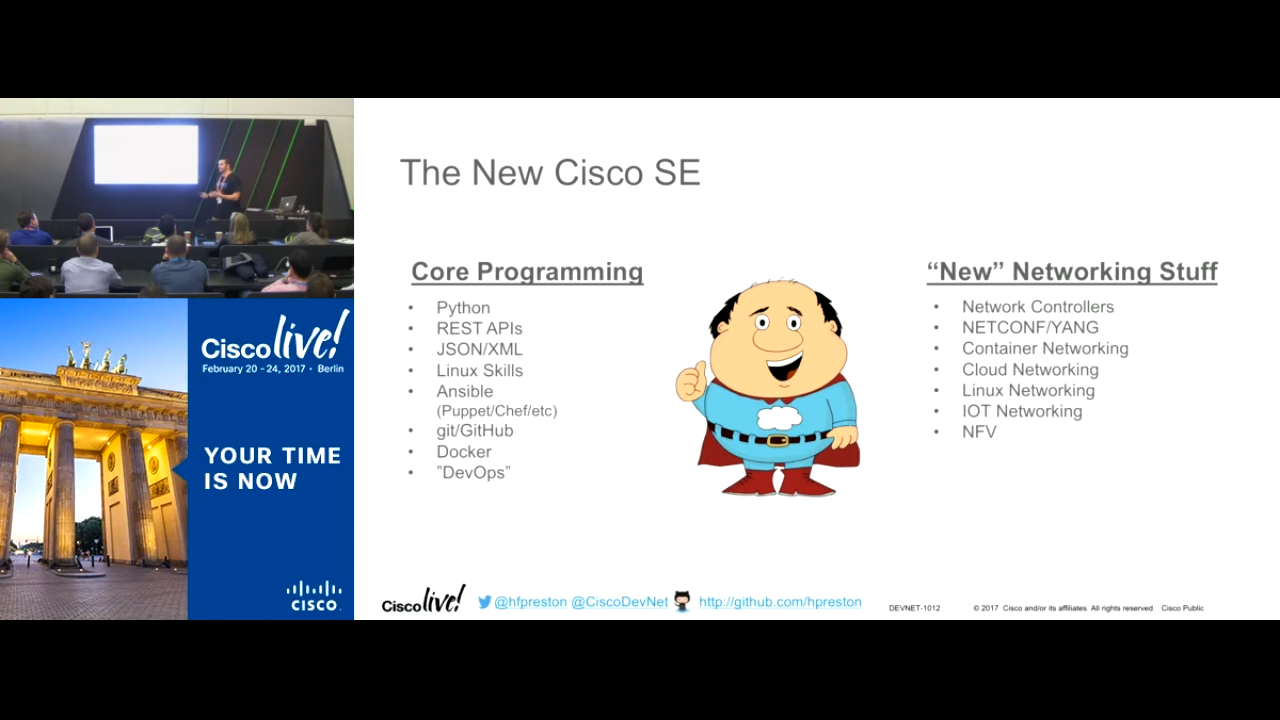 The New Cisco SE
Core Programming
• Python
• REST APIs
• JSON/XML
• Linux Skills
• Ansible
(Puppet/Chef/etc)
• git/GitHub
• Docker
• ”DevOps”
“New” Networking Stuff
• Network Controllers
• NETCONF/YANG
• Container Networking
• Cloud Networking
• Linux Networking
• IOT Networking
• NFV
Cisco live!
February 20 - 24, 2017 • Berlin
YOUR TIME
IS NOW
CISCO
Cisco live! @hfpreston @CiscoDevNet http://github.com/hpreston DEVNET-1012 © 2017 Cisco and/or its affiliates. All rights reserved. Cisco Public